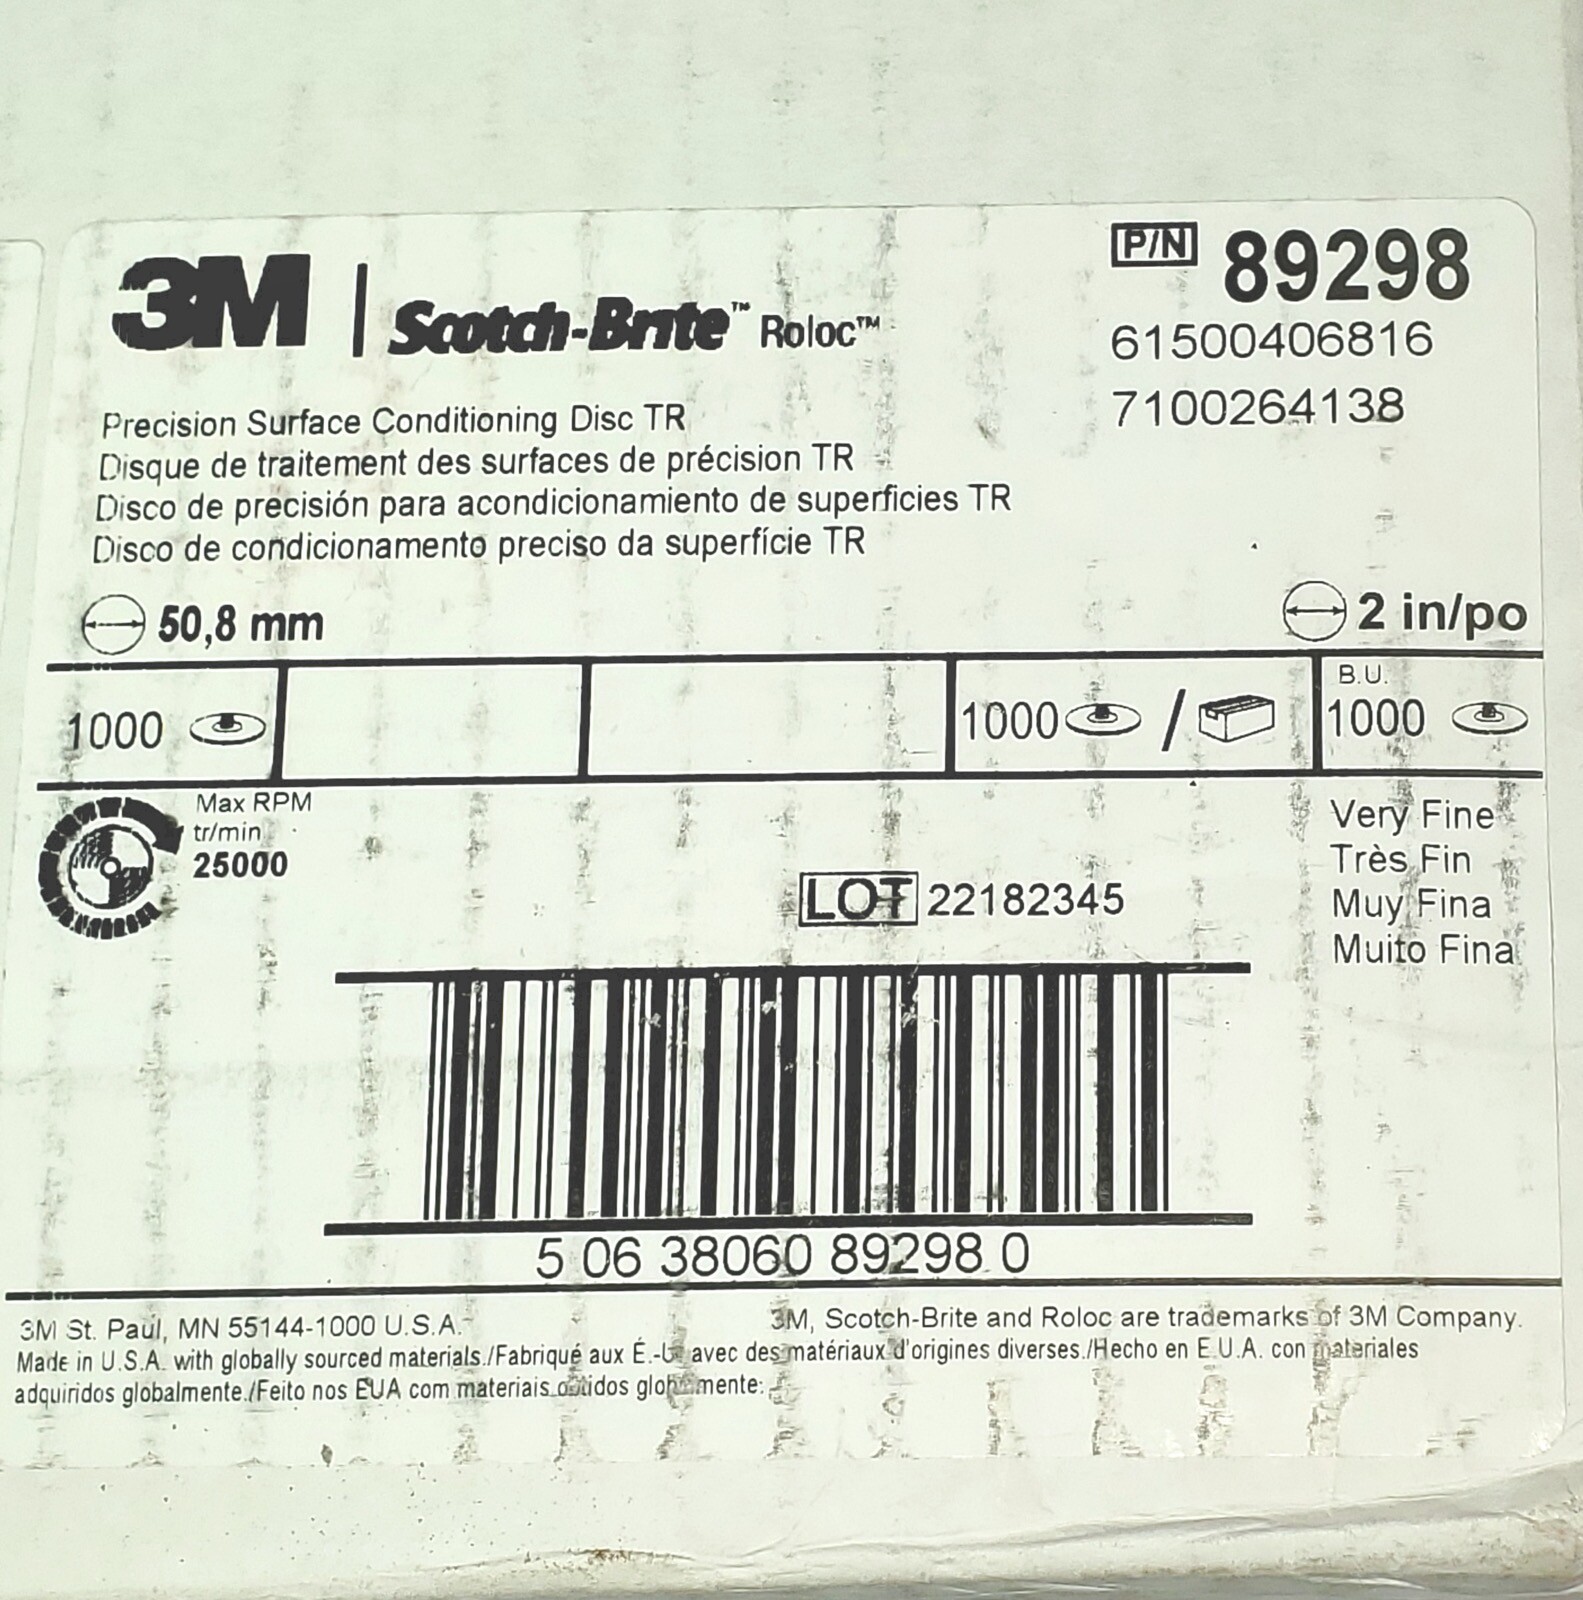 3M | Scotch-Brite™ Roloc™
P/N 89298
61500406816
7100264138
Precision Surface Conditioning Disc TR
Disque de traitement des surfaces de précision TR
Disco de precisión para acondicionamiento de superficies TR
Disco de condicionamento preciso da superfície TR
50,8 mm
2 in/po
1000
1000 /
B.U.
1000
Max RPM
tr/min
25000
Very Fine
Très Fin
Muy Fina
Muito Fina
LOT 22182345
5 06 38060 89298 0
3M St. Paul, MN 55144-1000 U.S.A.
3M, Scotch-Brite and Roloc are trademarks of 3M Company.
Made in U.S.A. with globally sourced materials./Fabriqué aux É.-U avec des matériaux d'origines diverses./Hecho en E.U.A. con materiales
adquiridos globalmente./Feito nos EUA com materiais obtidos globalmente.